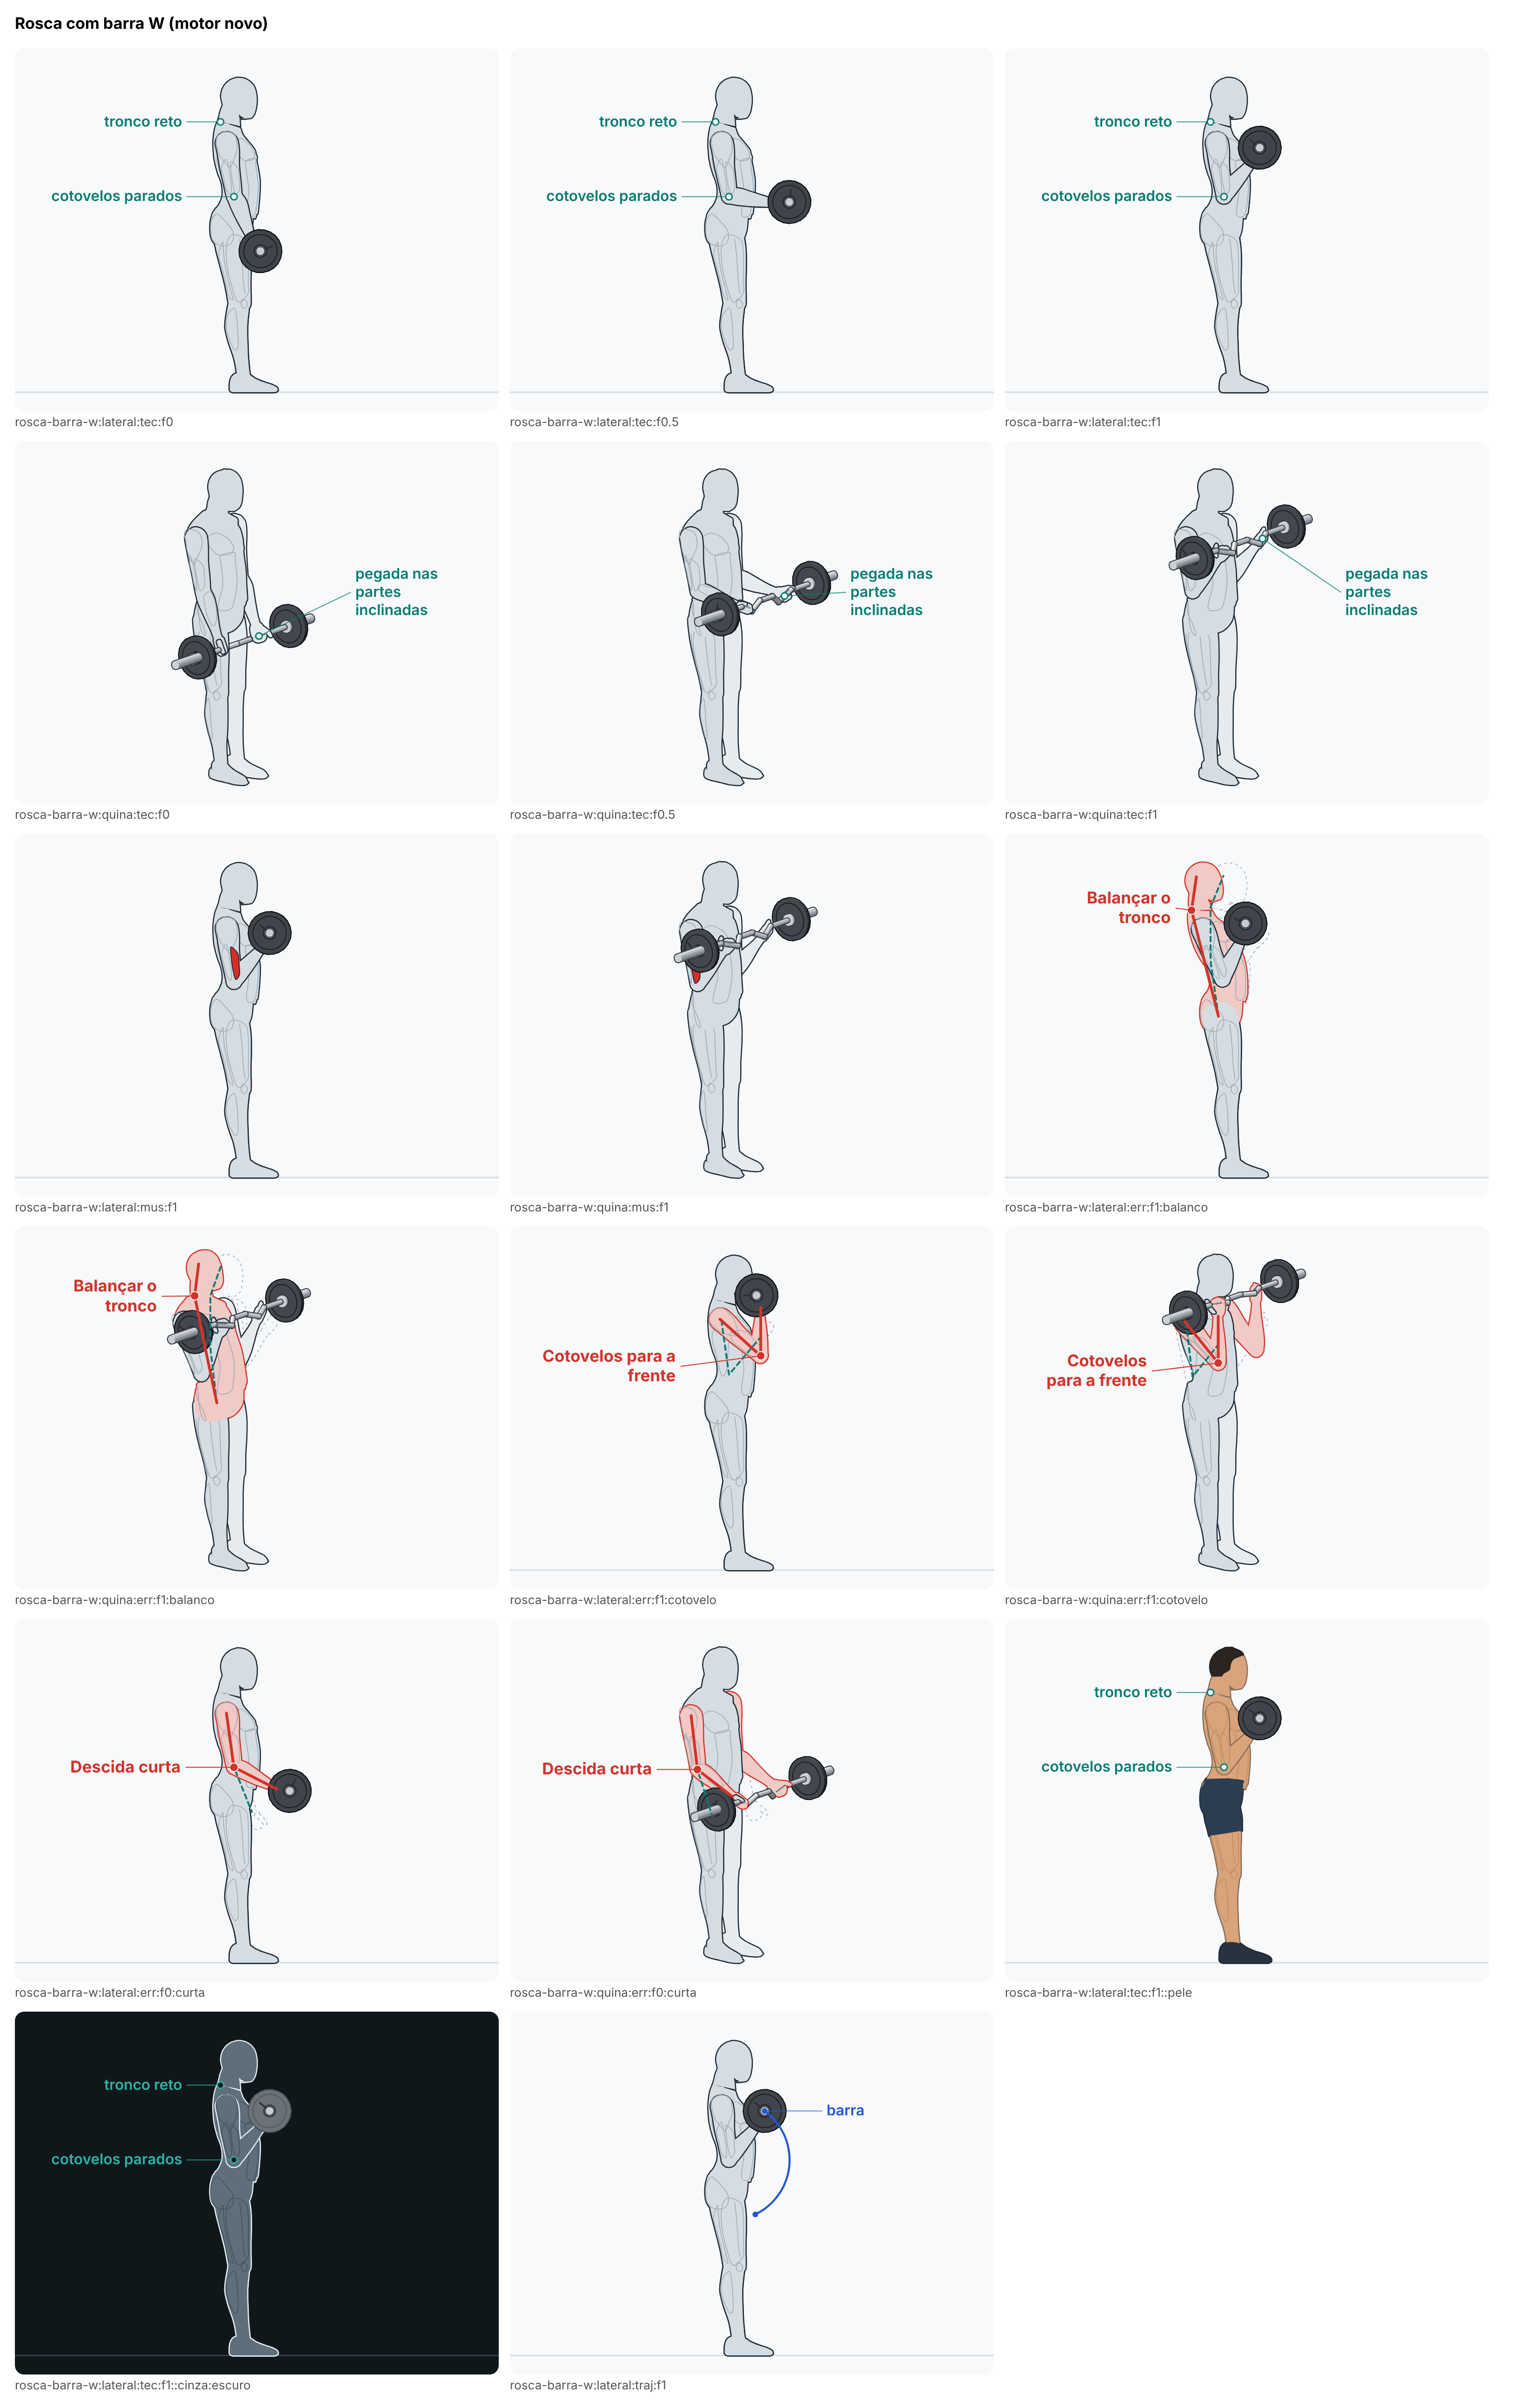 Rosca com barra W (motor novo)
tronco reto
cotovelos parados
rosca-barra-w:lateral:tec:f0
tronco reto
cotovelos parados
rosca-barra-w:lateral:tec:f0.5
tronco reto
cotovelos parados
rosca-barra-w:lateral:tec:f1
pegada nas
partes
inclinadas
rosca-barra-w:quina:tec:f0
pegada nas
partes
inclinadas
rosca-barra-w:quina:tec:f0.5
pegada nas
partes
inclinadas
rosca-barra-w:quina:tec:f1
rosca-barra-w:lateral:mus:f1
rosca-barra-w:quina:mus:f1
Balançar o
tronco
rosca-barra-w:lateral:err:f1:balanco
Balançar o
tronco
rosca-barra-w:quina:err:f1:balanco
Cotovelos para a
frente
rosca-barra-w:lateral:err:f1:cotovelo
Cotovelos
para a frente
rosca-barra-w:quina:err:f1:cotovelo
Descida curta
rosca-barra-w:lateral:err:f0:curta
Descida curta
rosca-barra-w:quina:err:f0:curta
tronco reto
cotovelos parados
rosca-barra-w:lateral:tec:f1::pele
tronco reto
cotovelos parados
rosca-barra-w:lateral:tec:f1::cinza:escuro
barra
rosca-barra-w:lateral:traj:f1